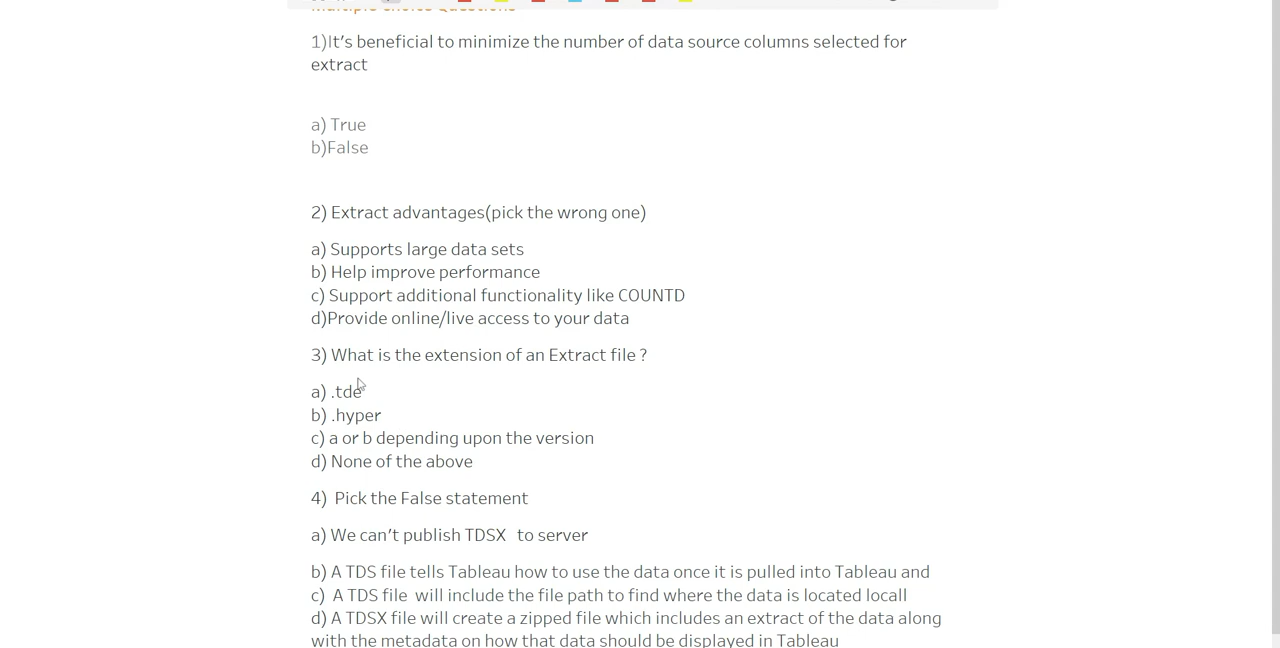 Multiple Choice Questions
1)It's beneficial to minimize the number of data source columns selected for
extract
a) True
b)False
2) Extract advantages(pick the wrong one)
a) Supports large data sets
b) Help improve performance
c) Support additional functionality like COUNTD
d)Provide online/live access to your data
3) What is the extension of an Extract file ?
a) .tde
b) .hyper
c) a or b depending upon the version
d) None of the above
4)  Pick the False statement
a) We can't publish TDSX  to server
b) A TDS file tells Tableau how to use the data once it is pulled into Tableau and
c)  A TDS file  will include the file path to find where the data is located locall
d) A TDSX file will create a zipped file which includes an extract of the data along
with the metadata on how that data should be displayed in Tableau